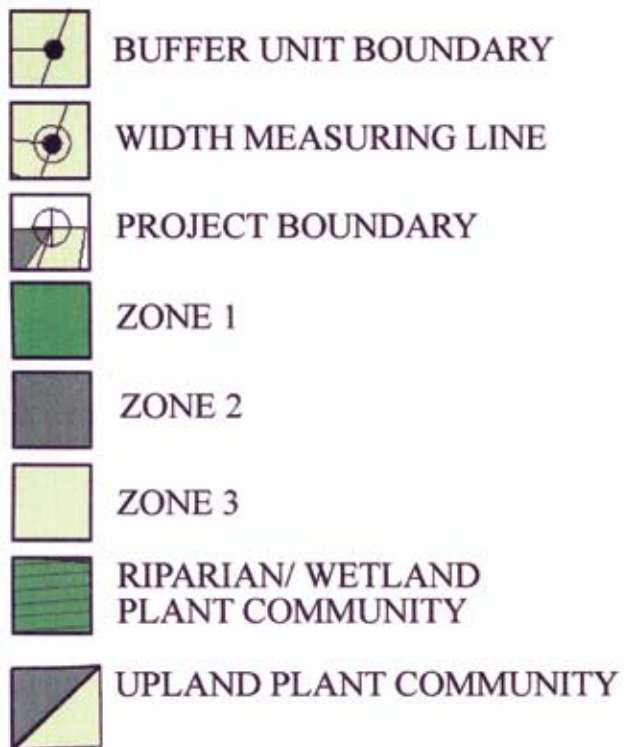 BUFFER UNIT BOUNDARY
WIDTH MEASURING LINE
PROJECT BOUNDARY
ZONE 1
ZONE 2
ZONE 3
RIPARIAN/ WETLAND
PLANT COMMUNITY
UPLAND PLANT COMMUNITY